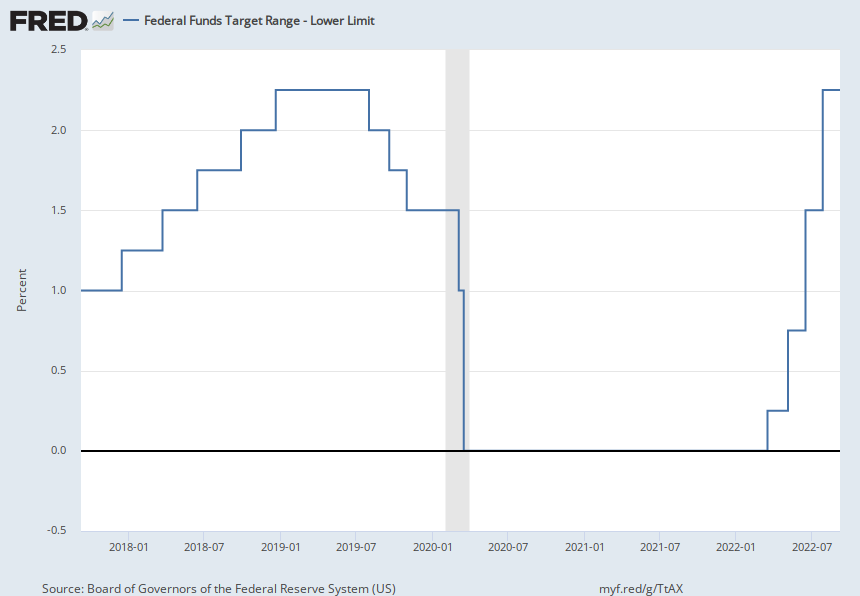 FRED Federal Funds Target Range - Lower Limit
2.5
2.0
1.5
1.0
0.5
0.0
-0.5
Percent
2018-01 2018-07 2019-01 2019-07 2020-01 2020-07 2021-01 2021-07 2022-01 2022-07
Source: Board of Governors of the Federal Reserve System (US) myf.red/g/TtAX